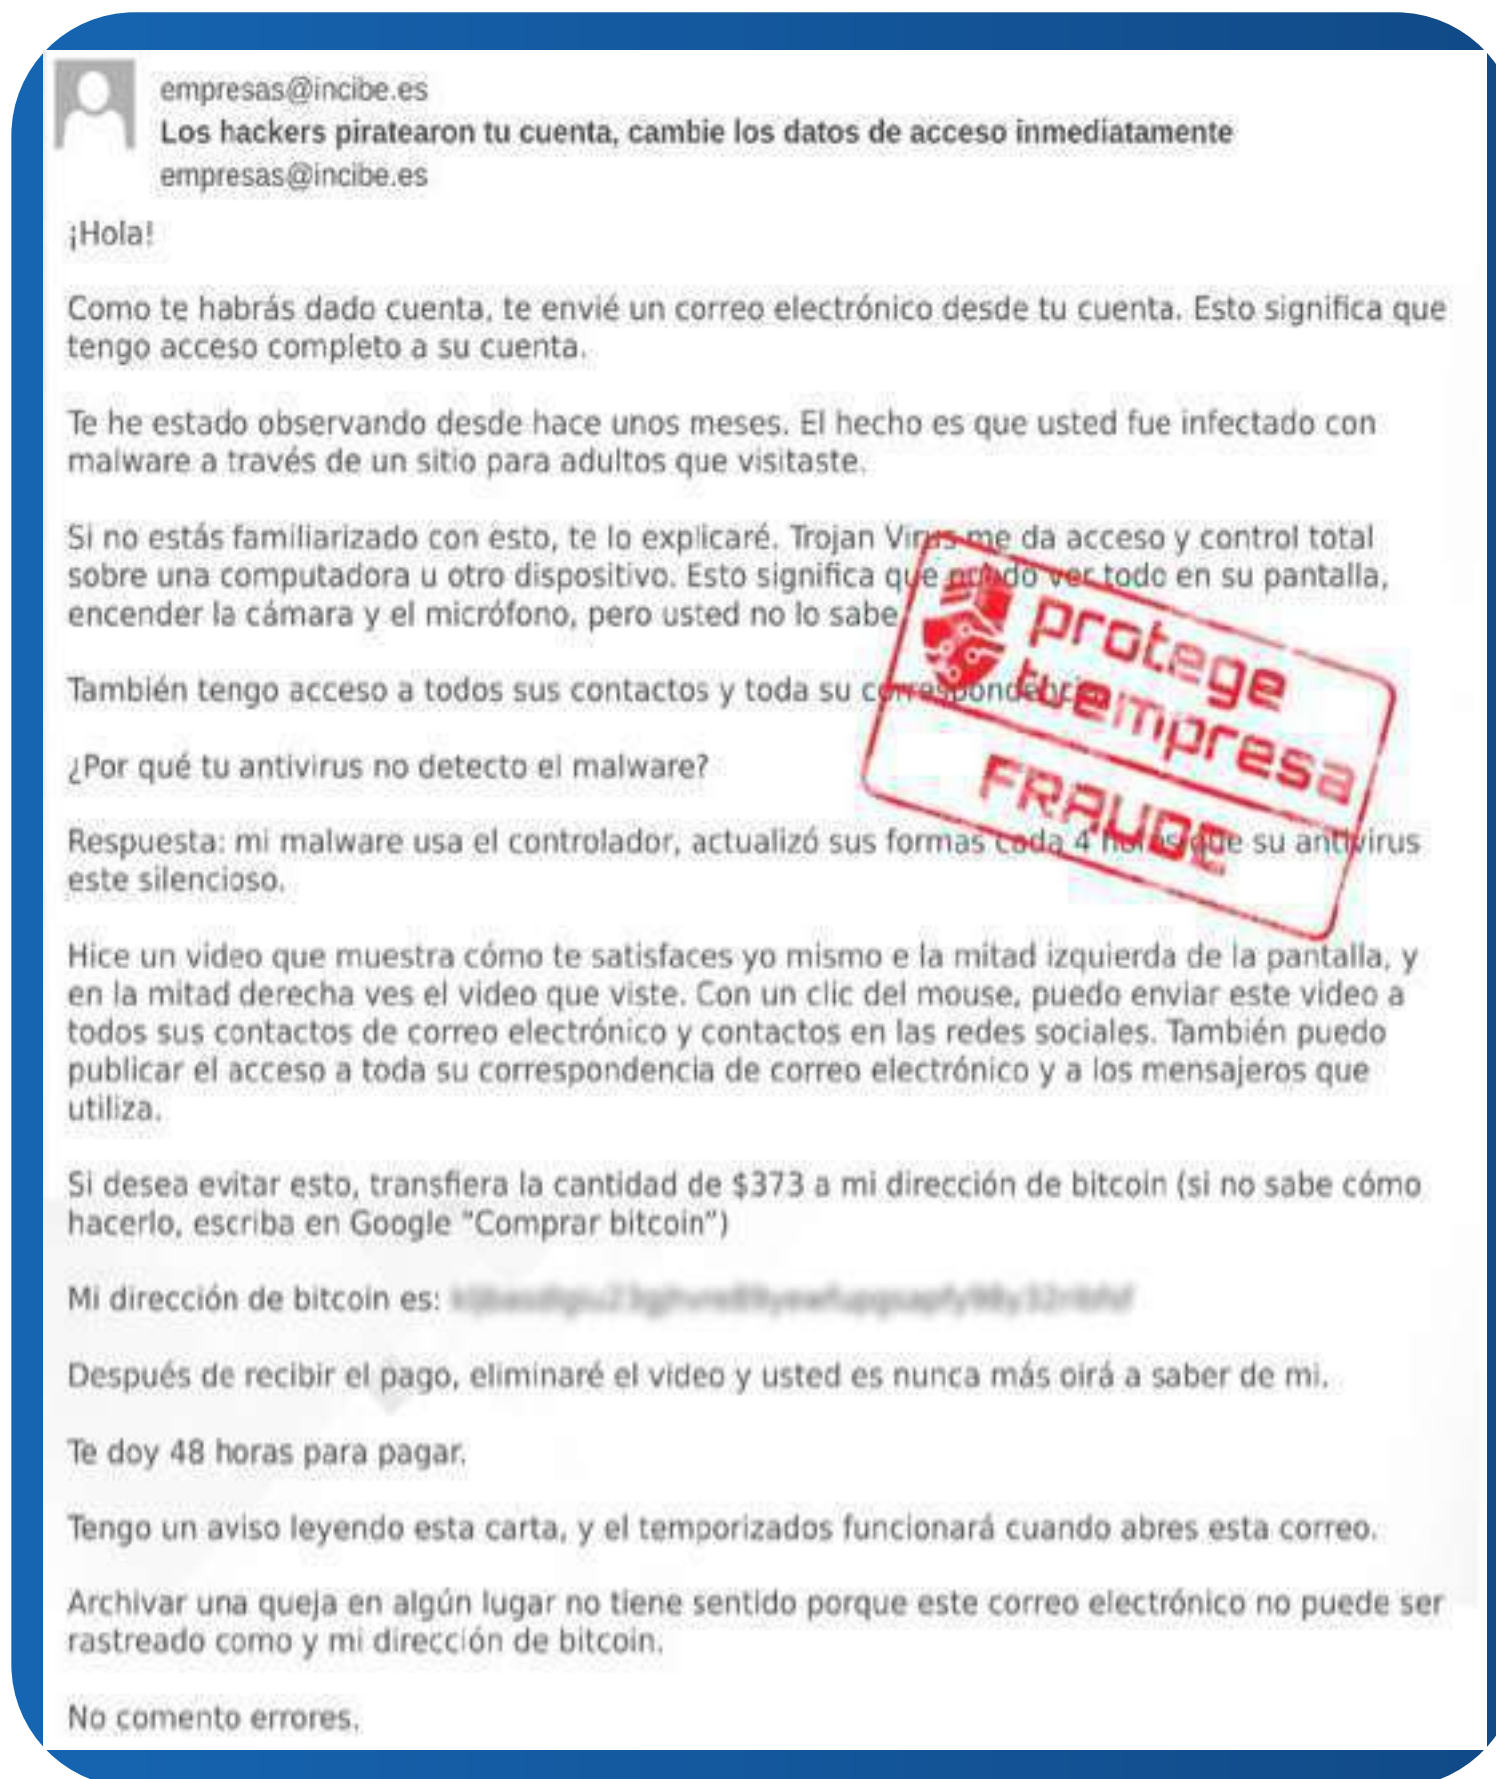 empresas@incibe.es
Los hackers piratearon tu cuenta, cambie los datos de acceso inmediatamente
empresas@incibe.es
¡Hola!
Como te habrás dado cuenta, te envié un correo electrónico desde tu cuenta. Esto significa que
tengo acceso completo a su cuenta.
Te he estado observando desde hace unos meses. El hecho es que usted fue infectado con
malware a través de un sitio para adultos que visitaste.
Si no estás familiarizado con esto, te lo explicaré. Trojan Virus me da acceso y control total
sobre una computadora u otro dispositivo. Esto significa que puedo ver todo en su pantalla,
encender la cámara y el micrófono, pero usted no lo sabe
También tengo acceso a todos sus contactos y toda su correspondencia
protege
tuempresa
FRAUDE
¿Por qué tu antivirus no detecto el malware?
Respuesta: mi malware usa el controlador, actualizó sus formas cada 4 horas que su antivirus
este silencioso.
Hice un video que muestra cómo te satisfaces yo mismo e la mitad izquierda de la pantalla, y
en la mitad derecha ves el video que viste. Con un clic del mouse, puedo enviar este video a
todos sus contactos de correo electrónico y contactos en las redes sociales. También puedo
publicar el acceso a toda su correspondencia de correo electrónico y a los mensajeros que
utiliza.
Si desea evitar esto, transfiera la cantidad de $373 a mi dirección de bitcoin (si no sabe cómo
hacerlo, escriba en Google "Comprar bitcoin")
Mi dirección de bitcoin es:
Después de recibir el pago, eliminaré el video y usted es nunca más oirá a saber de mi.
Te doy 48 horas para pagar.
Tengo un aviso leyendo esta carta, y el temporizados funcionará cuando abres esta correo.
Archivar una queja en algún lugar no tiene sentido porque este correo electrónico no puede ser
rastreado como y mi dirección de bitcoin.
No comento errores.